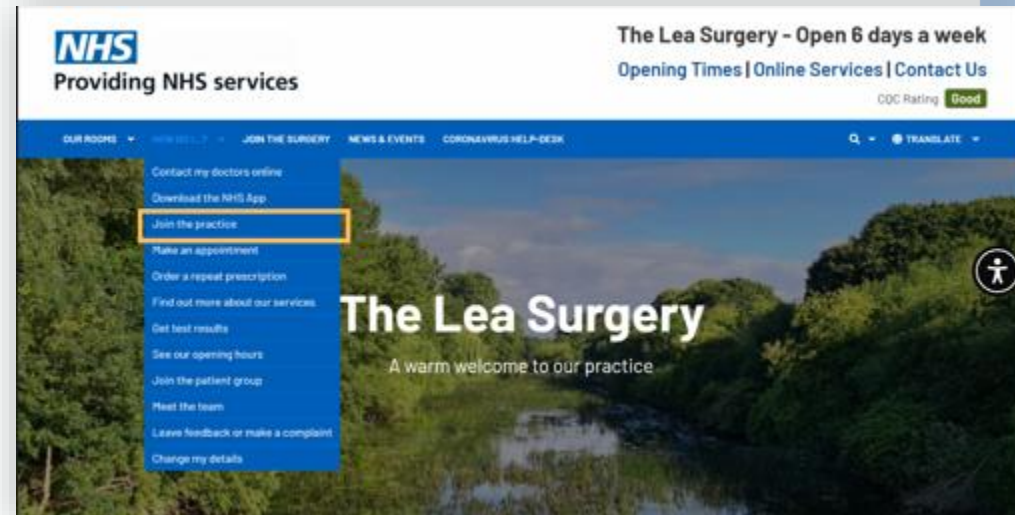 NHS
Providing NHS services
The Lea Surgery - Open 6 days a week
Opening Times | Online Services | Contact Us
CQC Rating Good
OUR ROOMS
JOIN THE SURGERY
NEWS & EVENTS
CORONAVIRUS HELP-DESK
TRANSLATE
Contact my doctors online
Download the NHS App
Join the practice
Make an appointment
Order a repeat prescription
Find out more about our services
Get test results
See our opening hours
Join the patient group
Meet the team
Leave feedback or make a complaint
Change my details
The Lea Surgery
A warm welcome to our practice